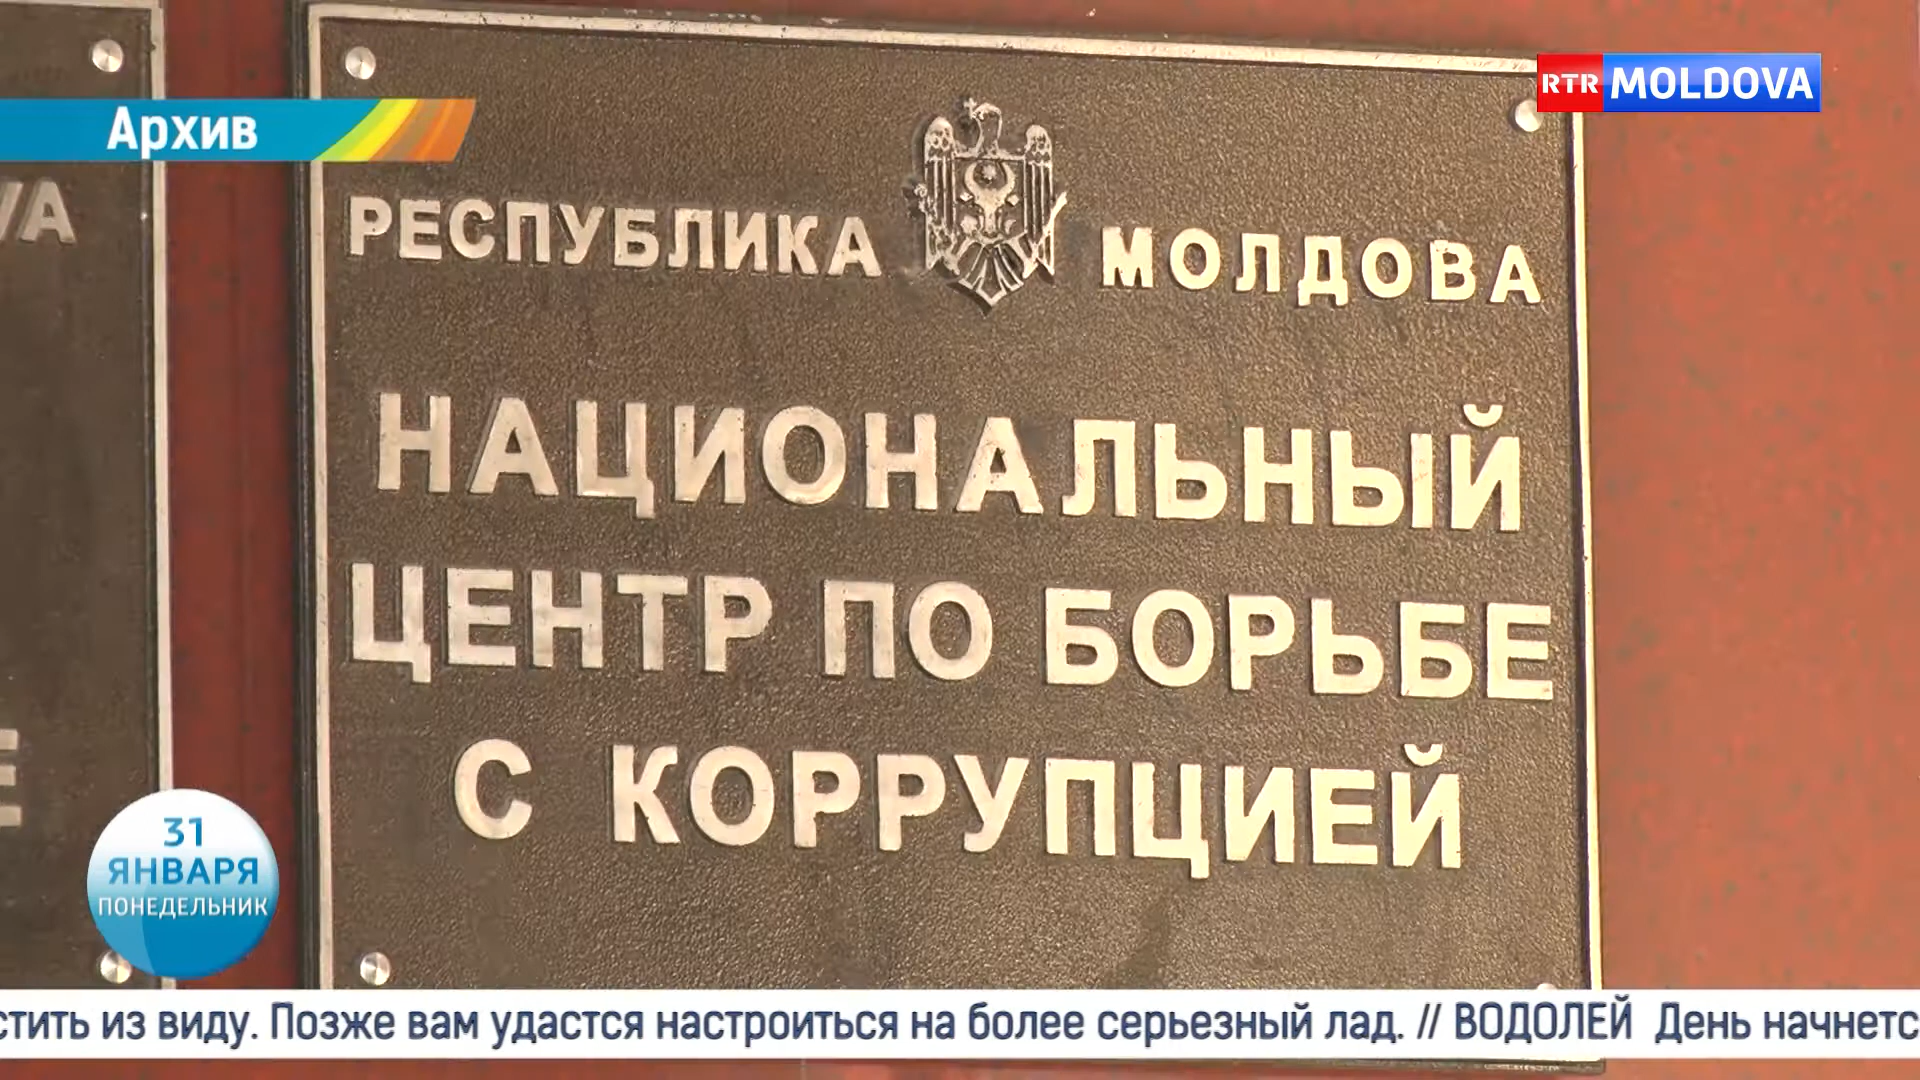 RTR MOLDOVA
Архив
VA
РЕСПУБЛИКА МОЛДОВА
НАЦИОНАЛЬНЫЙ
ЦЕНТР ПО БОРЬБЕ
С КОРРУПЦИЕЙ
E
31
ЯНВАРЯ
ПОНЕДЕЛЬНИК
стить из виду. Позже вам удастся настроиться на более серьезный лад. // ВОДОЛЕЙ День начнетс